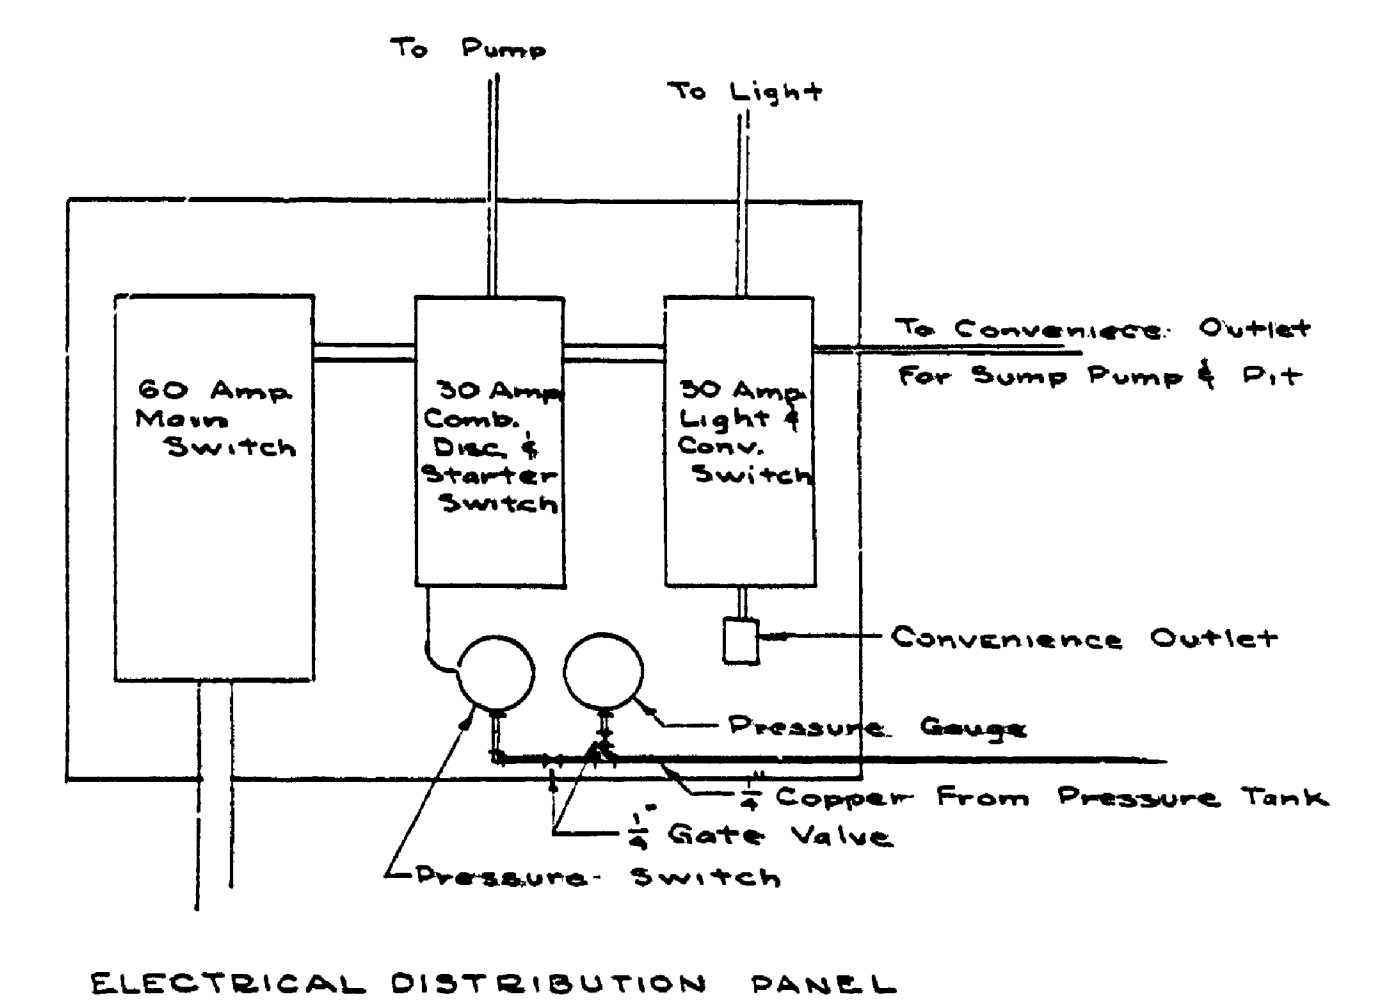 To Pump
To Light
To Conveniece Outlet
For Sump Pump & Pit
60 Amp.
Main
Switch
30 Amp
Comb.
Disc. &
Starter
Switch
30 Amp.
Light &
Conv.
Switch
Convenience Outlet
Pressure Gauge
1/4" Copper From Pressure Tank
1/4" Gate Valve
Pressure Switch
ELECTRICAL DISTRIBUTION PANEL